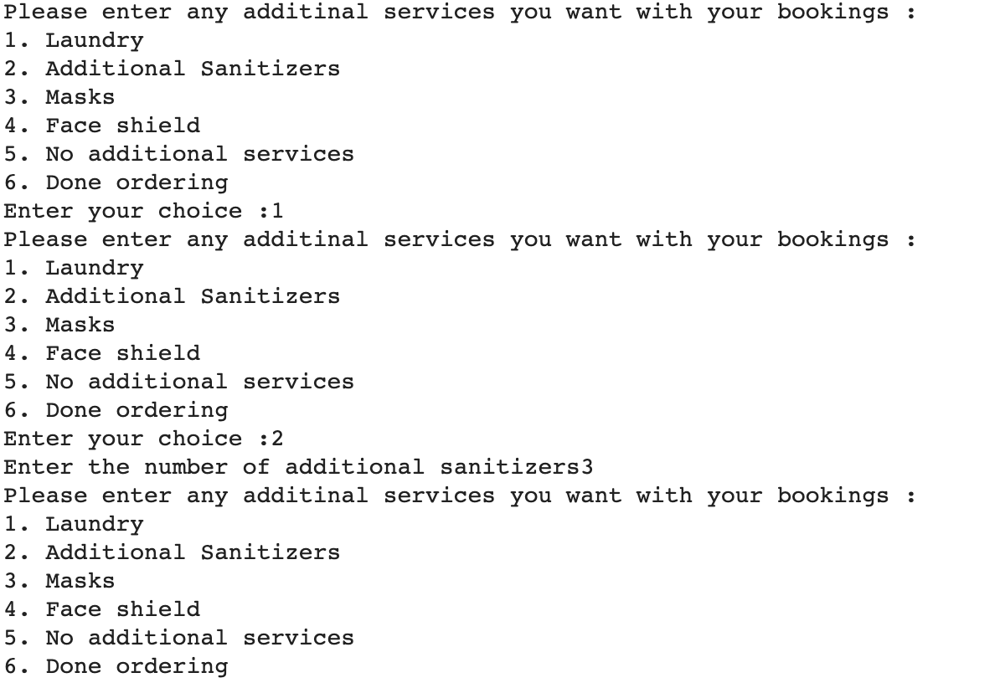 Please enter any additinal services you want with your bookings :
1. Laundry
2. Additional Sanitizers
3. Masks
4. Face shield
5. No additional services
6. Done ordering
Enter your choice :1
Please enter any additinal services you want with your bookings :
1. Laundry
2. Additional Sanitizers
3. Masks
4. Face shield
5. No additional services
6. Done ordering
Enter your choice :2
Enter the number of additional sanitizers3
Please enter any additinal services you want with your bookings :
1. Laundry
2. Additional Sanitizers
3. Masks
4. Face shield
5. No additional services
6. Done ordering